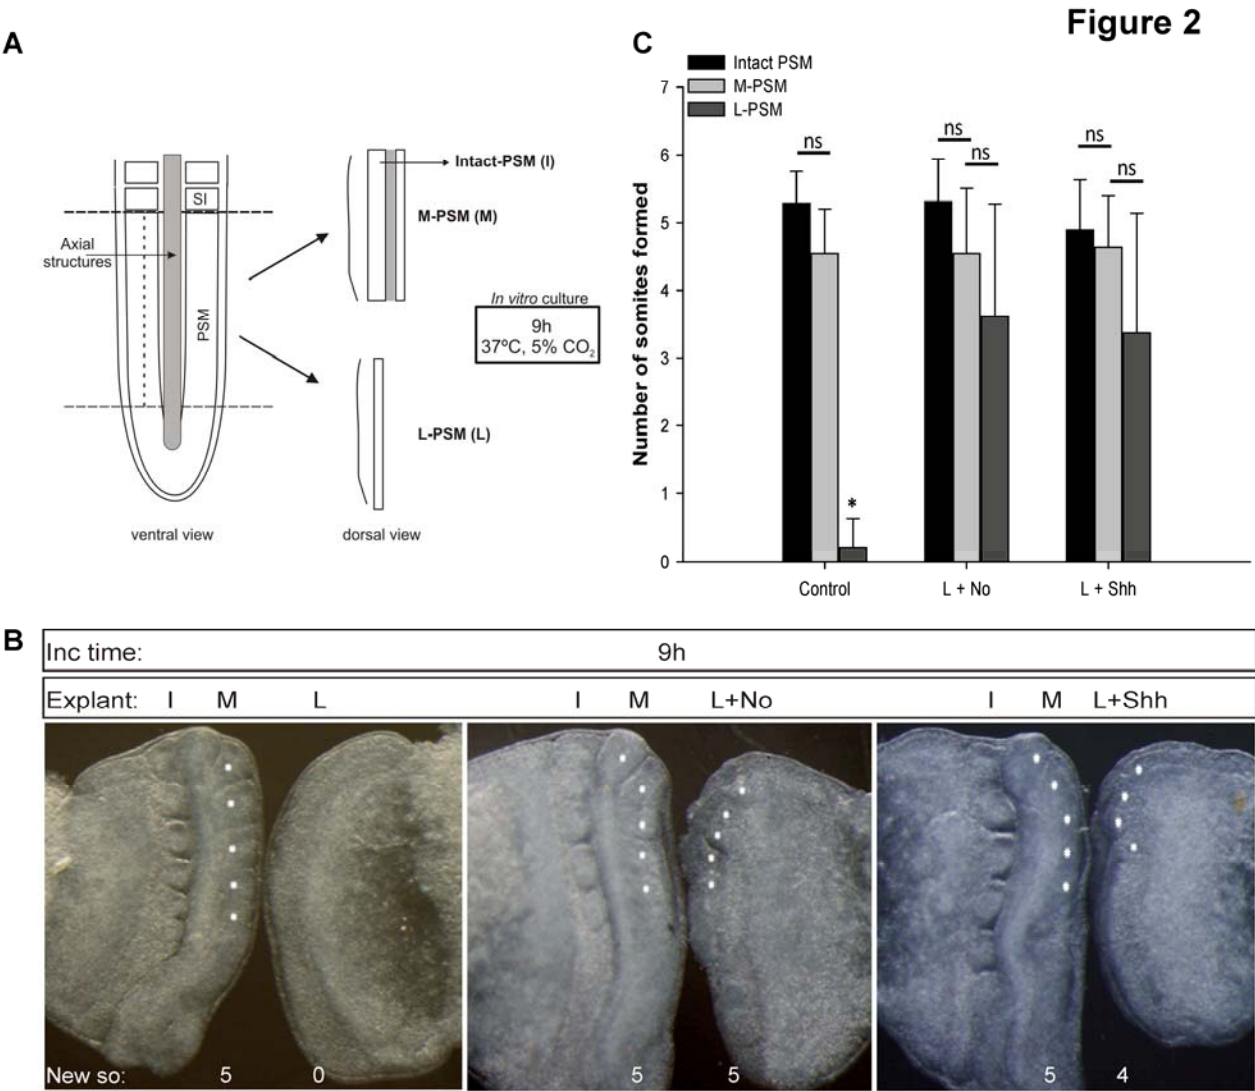 Figure 2
A
SI
Axial
structures
PSM
ventral view
Intact-PSM (I)
M-PSM (M)
L-PSM (L)
dorsal view
In vitro culture
9h
37ºC, 5% CO2
C
Intact PSM
M-PSM
L-PSM
Number of somites formed
7
6
5
4
3
2
1
0
ns
*
ns
ns
ns
ns
Control
L + No
L + Shh
B
Inc time: 9h
Explant: I M L I M L+No I M L+Shh
New so: 5 0 5 5 5 4